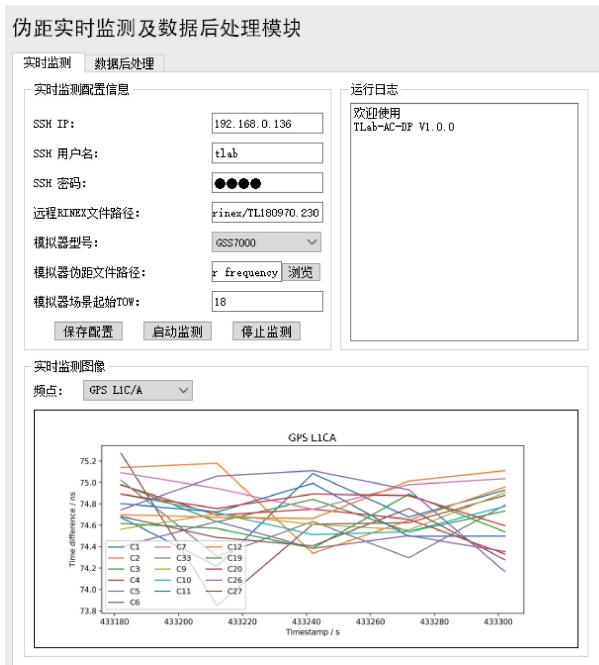 伪距实时监测及数据后处理模块
实时监测 数据后处理
实时监测配置信息
SSH IP: 192.168.0.136
SSH 用户名: tlab
SSH 密码: ●●●●
远程RINEX文件路径: rinex/TL180970.230
模拟器型号: GSS7000
模拟器伪距文件路径: r frequency 浏览
模拟器场景起始TOW: 18
保存配置 启动监测 停止监测
运行日志
欢迎使用
TLab-AC-DP V1.0.0
实时监测图像
频点: GPS L1C/A
GPS L1CA
Time difference / ns
75.2
75.0
74.8
74.6
74.4
74.2
74.0
73.8
C1 C7 C12
C2 C33 C19
C3 C9 C20
C4 C10 C26
C5 C11 C27
C6
433180 433200 433220 433240 433260 433280 433300
Timestamp / s